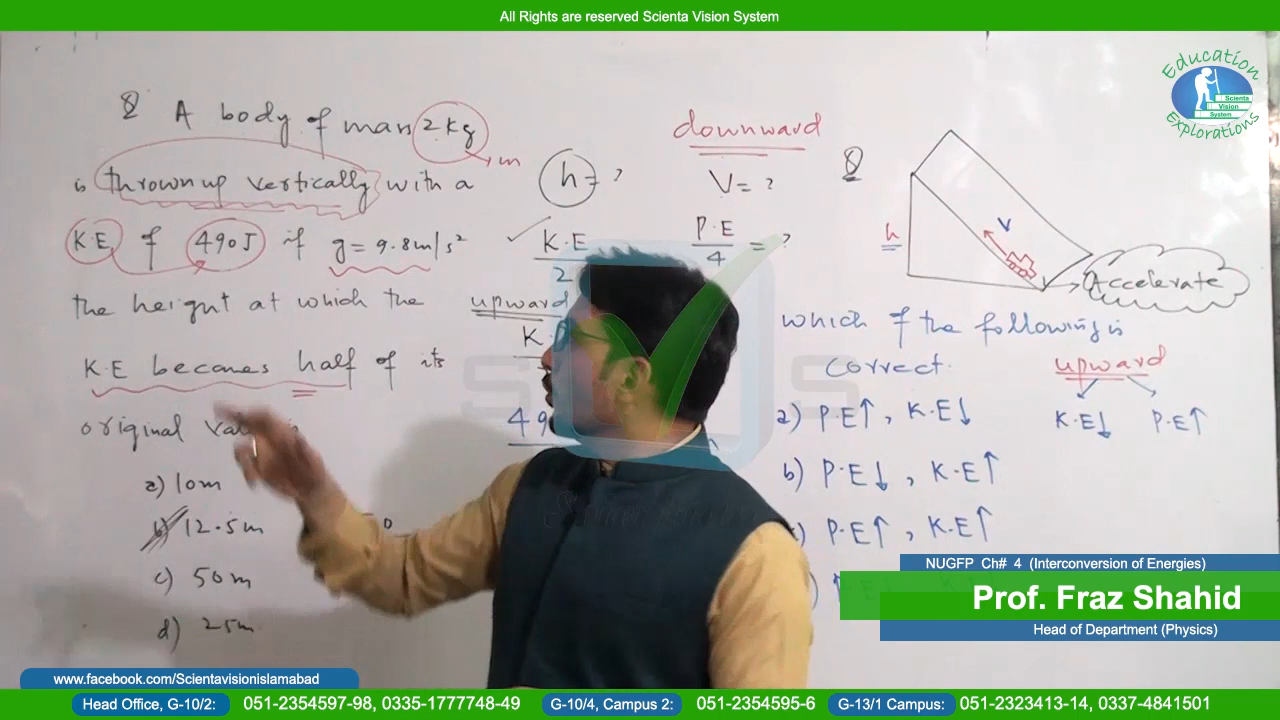 All Rights are reserved Scienta Vision System
Education
Scienta
Vision
System
Explorations
Q A body of mass 2 kg
m
is thrown up vertically with a
K.E of 490J if g = 9.8m/s²
the height at which the
K.E becomes half of its
original
a) 10m
b) 12.5m
c) 50m
d) 25m
h = ?
K.E
2
upward
K.
49
downward
V = ?
P.E
4 = ?
Q
h
V
Accelerate
which of the following is
correct.
a) P.E↑ , K.E↓
b) P.E↓ , K.E↑
P.E↑ , K.E↑
upward
K.E↓ P.E↑
S S
NUGFP Ch# 4 (Interconversion of Energies)
Prof. Fraz Shahid
Head of Department (Physics)
www.facebook.com/Scientavisionislamabad
Head Office, G-10/2: 051-2354597-98, 0335-1777748-49 G-10/4, Campus 2: 051-2354595-6 G-13/1 Campus: 051-2323413-14, 0337-4841501